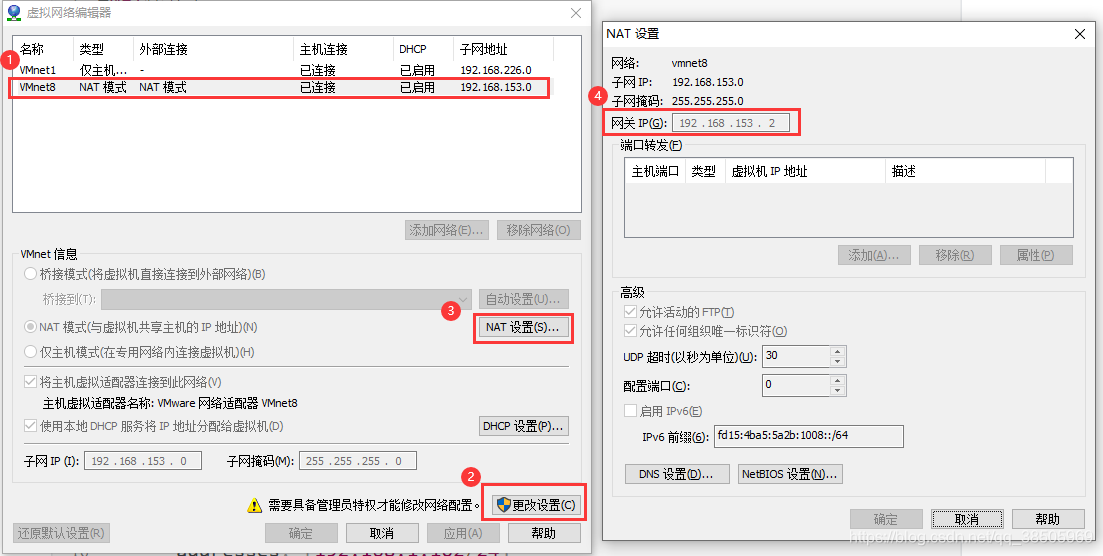 虚拟网络编辑器
名称 类型 外部连接 主机连接 DHCP 子网地址
1
VMnet1 仅主机... - 已连接 已启用 192.168.226.0
VMnet8 NAT 模式 NAT 模式 已连接 已启用 192.168.153.0
添加网络(E)... 移除网络(O)
VMnet 信息
桥接模式(将虚拟机直接连接到外部网络)(B)
桥接到(T): 自动设置(U)...
3
NAT 模式(与虚拟机共享主机的 IP 地址)(N) NAT 设置(S)...
仅主机模式(在专用网络内连接虚拟机)(H)
将主机虚拟适配器连接到此网络(V)
主机虚拟适配器名称: VMware 网络适配器 VMnet8
使用本地 DHCP 服务将 IP 地址分配给虚拟机(D) DHCP 设置(P)...
子网 IP (I): 192 . 168 . 153 . 0 子网掩码(M): 255 . 255 . 255 . 0
2
需要具备管理员特权才能修改网络配置。 更改设置(C)
还原默认设置(R) 确定 取消 应用(A) 帮助
NAT 设置
网络: vmnet8
子网 IP: 192.168.153.0
子网掩码: 255.255.255.0
4
网关 IP(G): 192 . 168 . 153 . 2
端口转发(F)
主机端口 类型 虚拟机 IP 地址 描述
添加(A)... 移除(R) 属性(P)
高级
允许活动的 FTP(T)
允许任何组织唯一标识符(O)
UDP 超时(以秒为单位)(U): 30
配置端口(C): 0
启用 IPv6(E)
IPv6 前缀(6): fd15:4ba5:5a2b:1008::/64
DNS 设置(D)... NetBIOS 设置(N)...
确定 取消 帮助
https://blog.csdn.net/qq_38505969